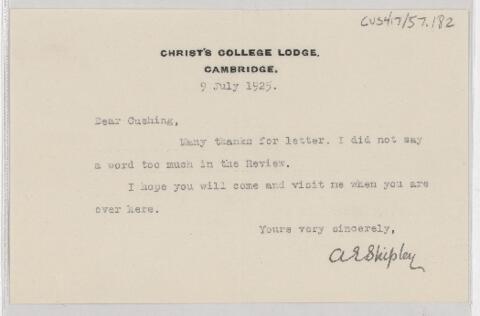 CUS417/57.182
CHRIST'S COLLEGE LODGE,
CAMBRIDGE.
9 July 1925.
Dear Cushing,
Many thanks for letter. I did not say
a word too much in the Review.
I hope you will come and visit me when you are
over here.
Yours very sincerely,
AEShipley